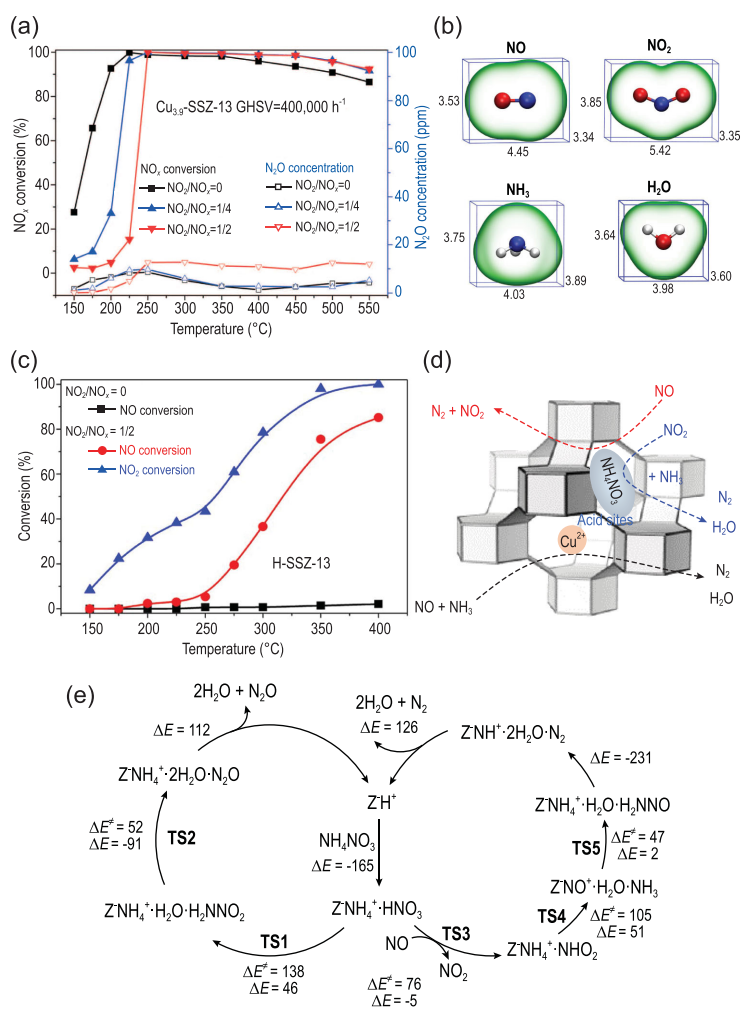 (a)
100
90
80
70
60
50
40
30
20
10
0
NOₓ conversion (%)
100
80
60
40
20
0
N₂O concentration (ppm)
Cu₃.₉-SSZ-13 GHSV=400,000 h⁻¹
NOₓ conversion
NO₂/NOₓ=0
NO₂/NOₓ=1/4
NO₂/NOₓ=1/2
N₂O concentration
NO₂/NOₓ=0
NO₂/NOₓ=1/4
NO₂/NOₓ=1/2
150 200 250 300 350 400 450 500 550
Temperature (°C)
(b)
NO
3.53
4.45
3.34
NO₂
3.85
5.42
3.35
NH₃
3.75
4.03
3.89
H₂O
3.64
3.98
3.60
(c)
100
80
60
40
20
0
Conversion (%)
NO₂/NOₓ = 0
NO conversion
NO₂/NOₓ = 1/2
NO conversion
NO₂ conversion
H-SSZ-13
150 200 250 300 350 400
Temperature (°C)
(d)
N₂ + NO₂
NO
NO₂
NH₄NO₃
+ NH₃
N₂
H₂O
Acid sites
Cu²⁺
NO + NH₃
N₂
H₂O
(e)
2H₂O + N₂O
ΔE = 112
Z⁻NH₄⁺·2H₂O·N₂O
ΔE≠ = 52
ΔE = -91
TS2
Z⁻NH₄⁺·H₂O·H₂NNO₂
TS1
ΔE≠ = 138
ΔE = 46
2H₂O + N₂
ΔE = 126
Z⁻H⁺
NH₄NO₃
ΔE = -165
Z⁻NH₄⁺·HNO₃
NO
TS3
NO₂
ΔE≠ = 76
ΔE = -5
Z⁻NH₄⁺·NHO₂
TS4
ΔE≠ = 105
ΔE = 51
Z⁻NO⁺·H₂O·NH₃
TS5
ΔE≠ = 47
ΔE = 2
Z⁻NH₄⁺·H₂O·H₂NNO
ΔE = -231
Z⁻NH⁺·2H₂O·N₂